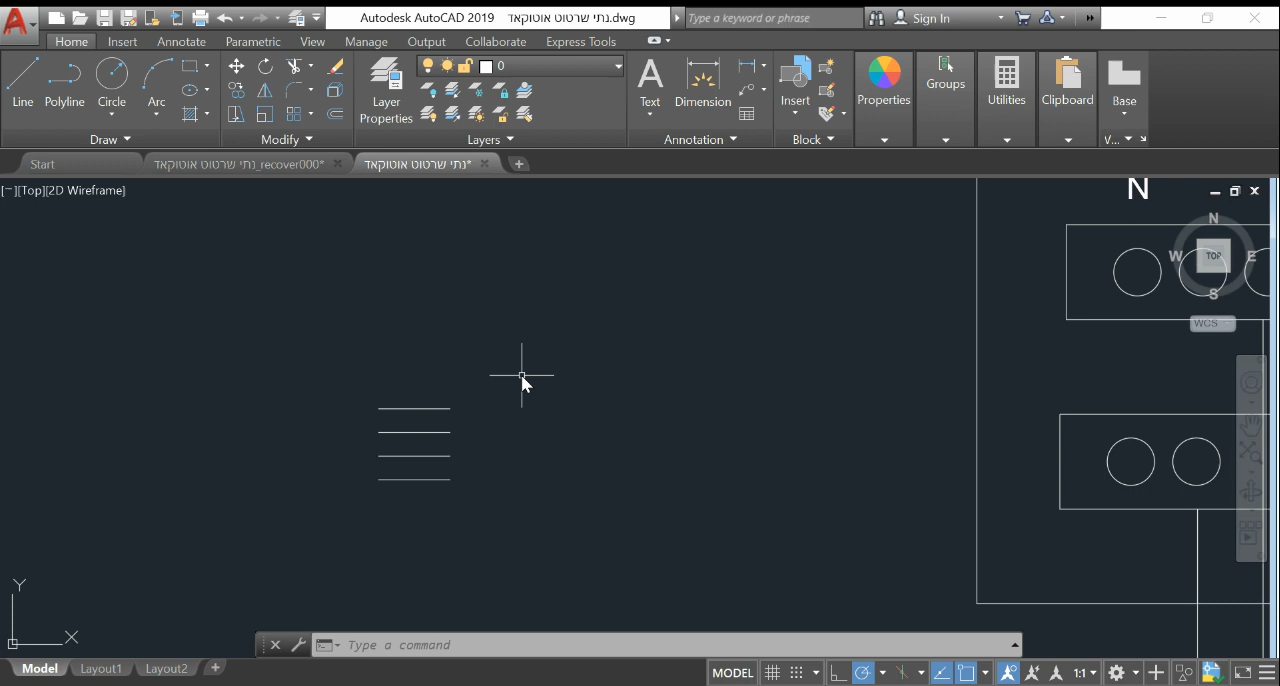 Autodesk AutoCAD 2019 נתי שרטוט אוטוקאד.dwg
Type a keyword or phrase
Sign In
Home Insert Annotate Parametric View Manage Output Collaborate Express Tools
0
Line Polyline Circle Arc
Layer Properties
Text Dimension
Insert
Properties
Groups
Utilities
Clipboard
Base
Draw Modify Layers Annotation Block V...
Start נתי שרטוט אוטוקאד_recover000* נתי שרטוט אוטוקאד*
[−][Top][2D Wireframe]
N
N
W TOP E
S
WCS
Y
X
Type a command
Model Layout1 Layout2
MODEL 1:1